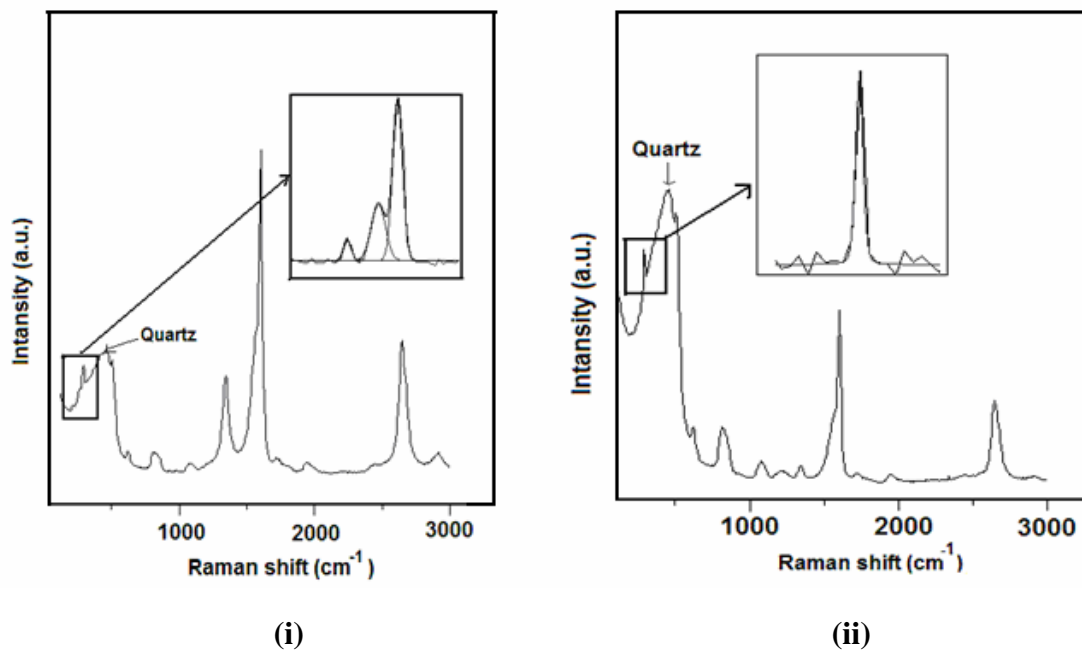 Intansity (a.u.)
Quartz
1000
2000
3000
Raman shift (cm-1 )
(i)
Intansity (a.u.)
Quartz
1000
2000
3000
Raman shift (cm-1 )
(ii)